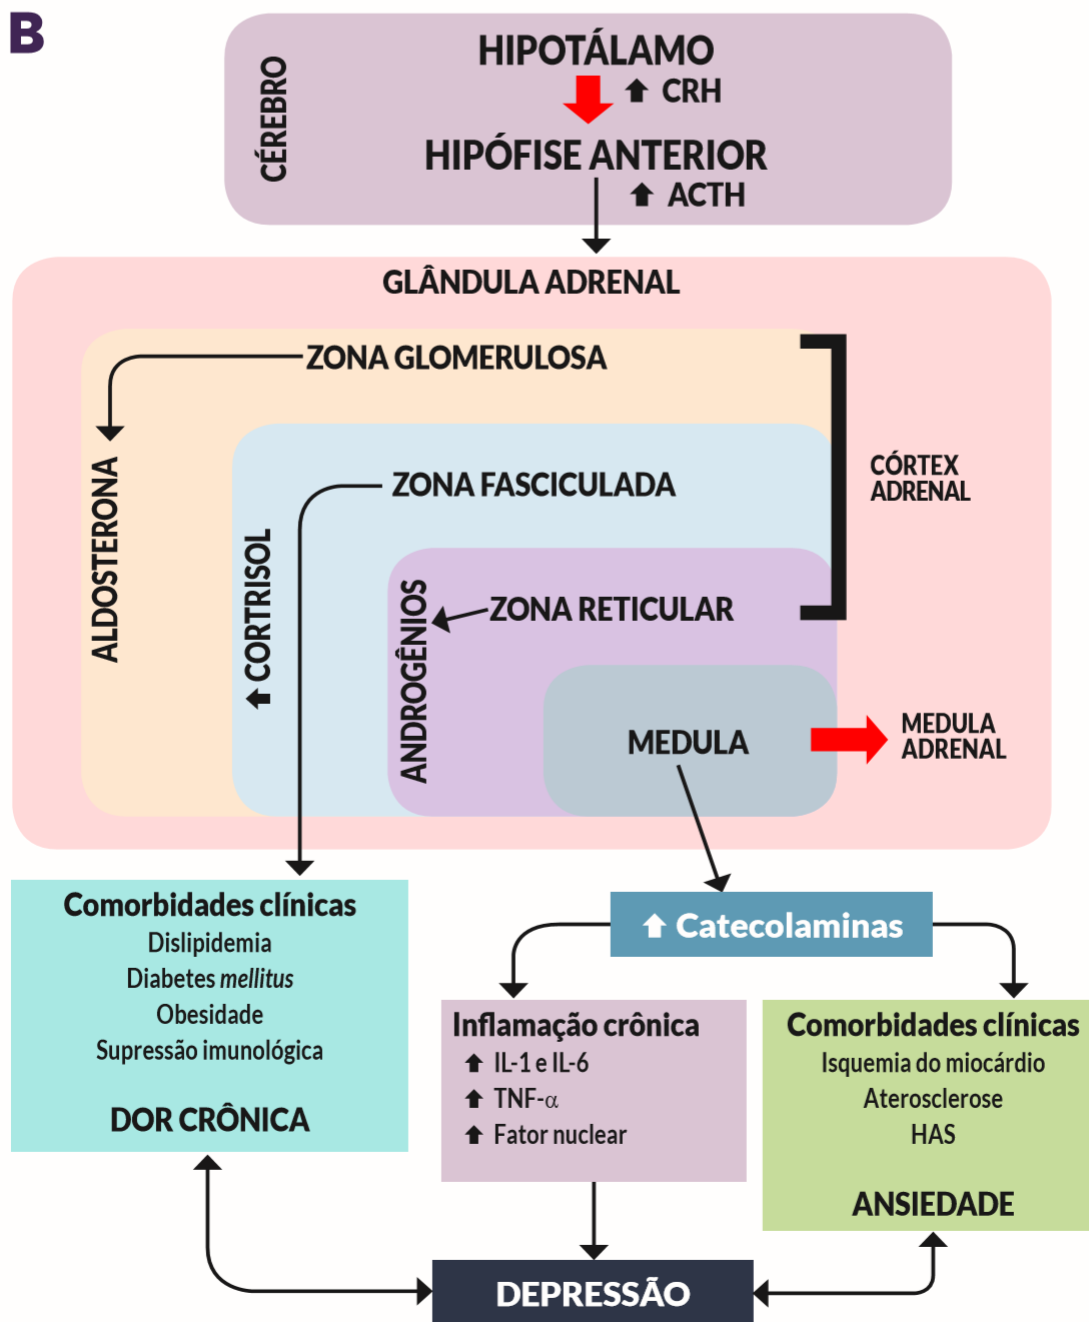 B
CÉREBRO
HIPOTÁLAMO
CRH
HIPÓFISE ANTERIOR
ACTH
GLÂNDULA ADRENAL
ZONA GLOMERULOSA
ALDOSTERONA
ZONA FASCICULADA
CORTRISOL
ZONA RETICULAR
ANDROGÊNIOS
CÓRTEX
ADRENAL
MEDULA
MEDULA
ADRENAL
Comorbidades clínicas
Dislipidemia
Diabetes mellitus
Obesidade
Supressão imunológica
DOR CRÔNICA
Catecolaminas
Inflamação crônica
IL-1 e IL-6
TNF-α
Fator nuclear
Comorbidades clínicas
Isquemia do miocárdio
Aterosclerose
HAS
ANSIEDADE
DEPRESSÃO